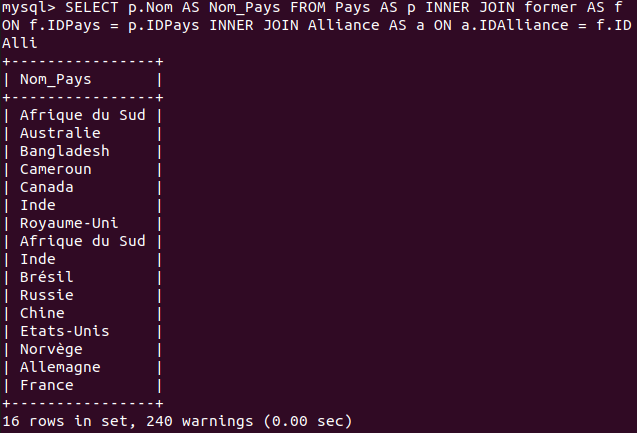 mysql> SELECT p.Nom AS Nom_Pays FROM Pays AS p INNER JOIN former AS f
ON f.IDPays = p.IDPays INNER JOIN Alliance AS a ON a.IDAlliance = f.ID
Alli
+----------------+
| Nom_Pays       |
+----------------+
| Afrique du Sud |
| Australie      |
| Bangladesh     |
| Cameroun       |
| Canada         |
| Inde           |
| Royaume-Uni    |
| Afrique du Sud |
| Inde           |
| Brésil         |
| Russie         |
| Chine          |
| Etats-Unis     |
| Norvège        |
| Allemagne      |
| France         |
+----------------+
16 rows in set, 240 warnings (0.00 sec)